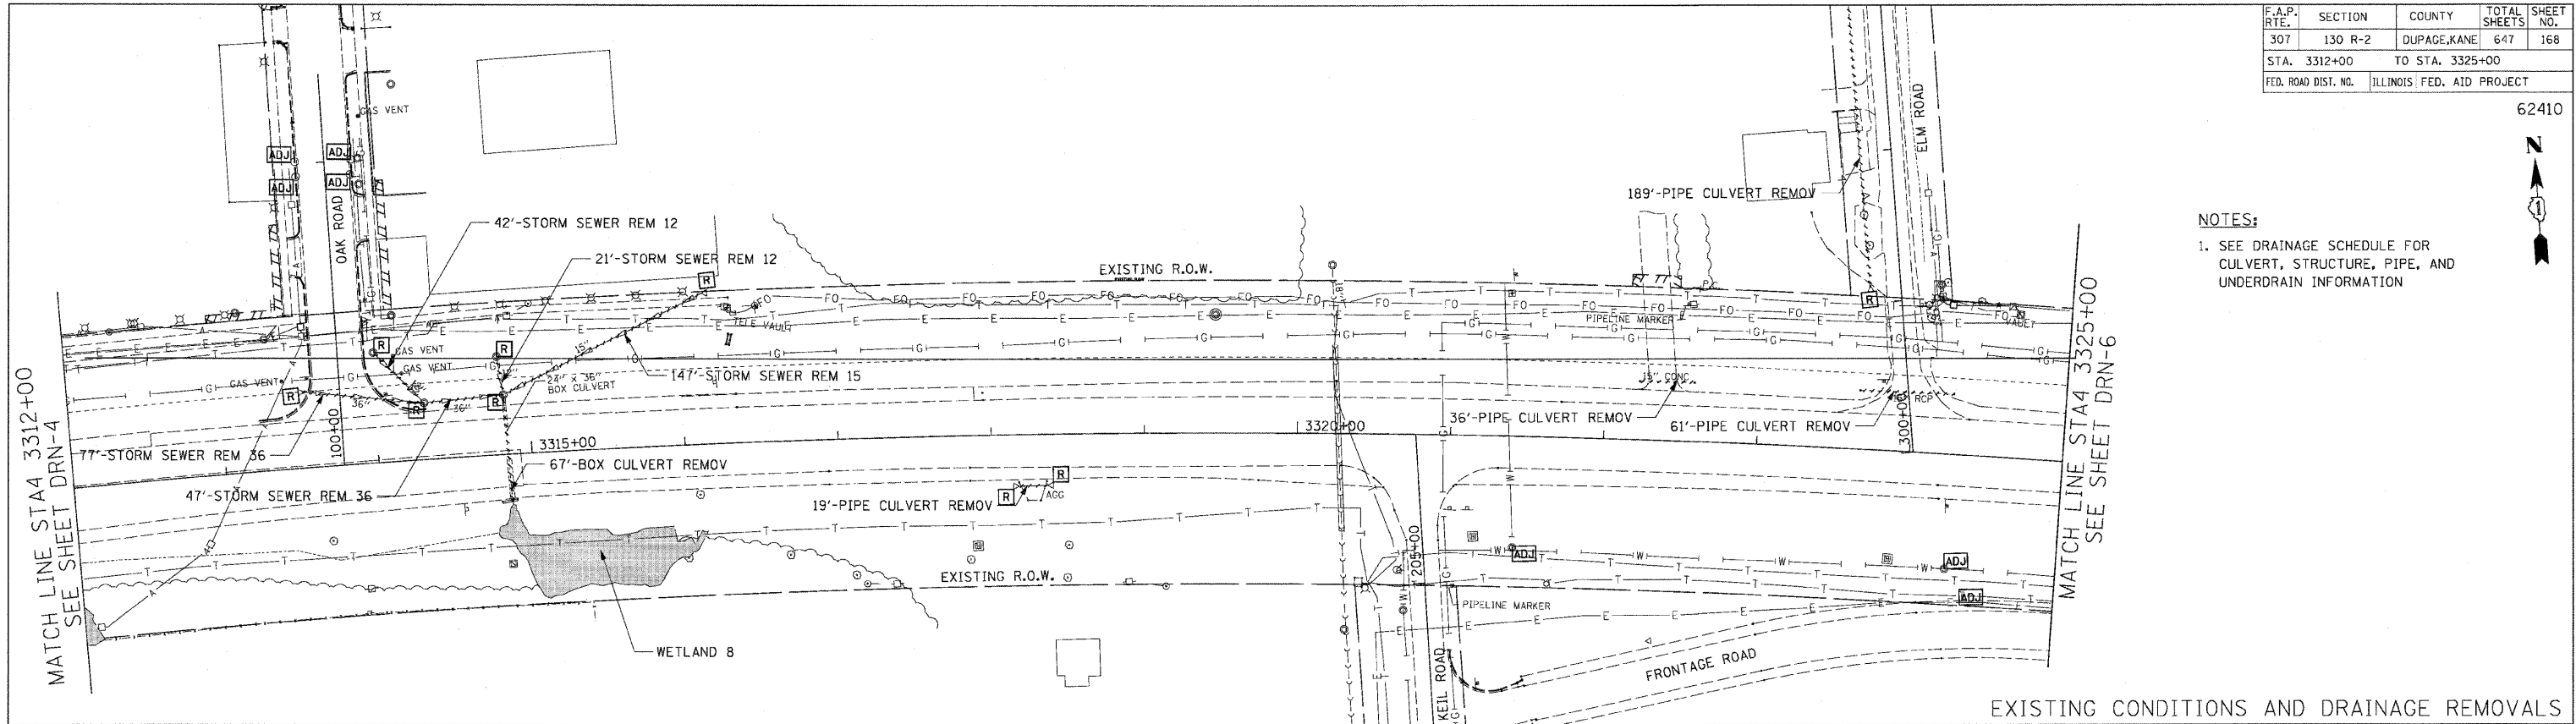 F.A.P. RTE. SECTION COUNTY TOTAL SHEETS SHEET NO.
307 130 R-2 DUPAGE,KANE 647 168
STA. 3312+00 TO STA. 3325+00
FED. ROAD DIST. NO. ILLINOIS FED. AID PROJECT
62410
N
NOTES:
1. SEE DRAINAGE SCHEDULE FOR
CULVERT, STRUCTURE, PIPE, AND
UNDERDRAIN INFORMATION
GAS VENT
ADJ
ADJ
ADJ
ADJ
OAK ROAD
ELM ROAD
189'-PIPE CULVERT REMOV
42'-STORM SEWER REM 12
21'-STORM SEWER REM 12
R
EXISTING R.O.W.
R
TELE VAULT
PIPELINE MARKER
VAULT
R
GAS VENT
R
GAS VENT
GAS VENT
15"
24" x 36"
BOX CULVERT
147'-STORM SEWER REM 15
15" CONC
R
36"
R
36"
R
RCP
36'-PIPE CULVERT REMOV
61'-PIPE CULVERT REMOV
100+00
3315+00
3320+00
300+00
77'-STORM SEWER REM 36
47'-STORM SEWER REM 36
67'-BOX CULVERT REMOV
R
R
AGG
19'-PIPE CULVERT REMOV
205+00
ADJ
ADJ
ADJ
EXISTING R.O.W.
PIPELINE MARKER
WETLAND 8
KEIL ROAD
FRONTAGE ROAD
MATCH LINE STA4 3312+00
SEE SHEET DRN-4
MATCH LINE STA4 3325+00
SEE SHEET DRN-6
EXISTING CONDITIONS AND DRAINAGE REMOVALS